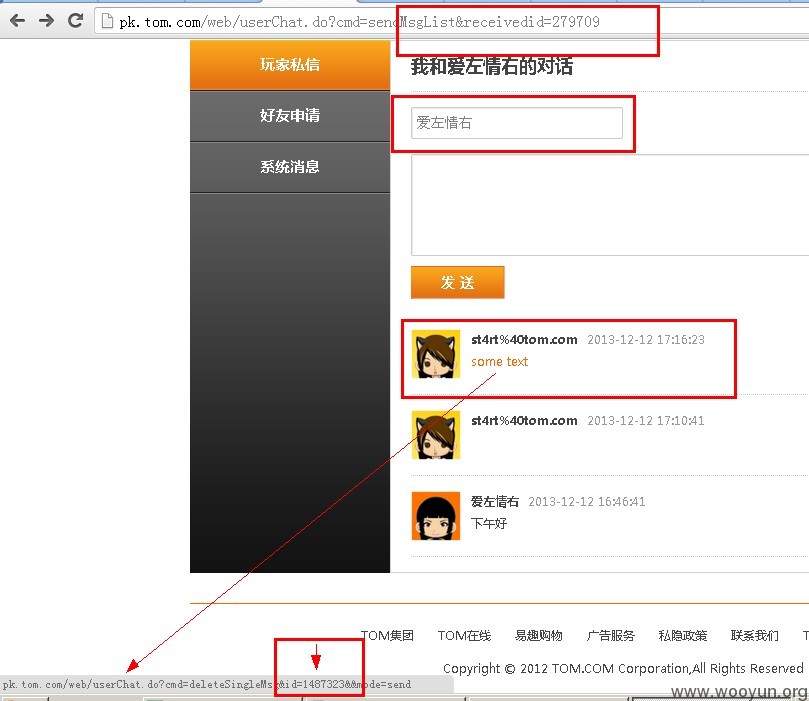 pk.tom.com/web/userChat.do?cmd=sendMsgList&receivedid=279709
玩家私信
好友申请
系统消息
我和爱左情右的对话
爱左情右
发 送
st4rt%40tom.com 2013-12-12 17:16:23
some text
st4rt%40tom.com 2013-12-12 17:10:41
爱左情右 2013-12-12 16:46:41
下午好
TOM集团 TOM在线 易趣购物 广告服务 私隐政策 联系我们 T
Copyright © 2012 TOM.COM Corporation,All Rights Reserved
pk.tom.com/web/userChat.do?cmd=deleteSingleMsg&id=1487323&&mode=send
www.wooyun.org